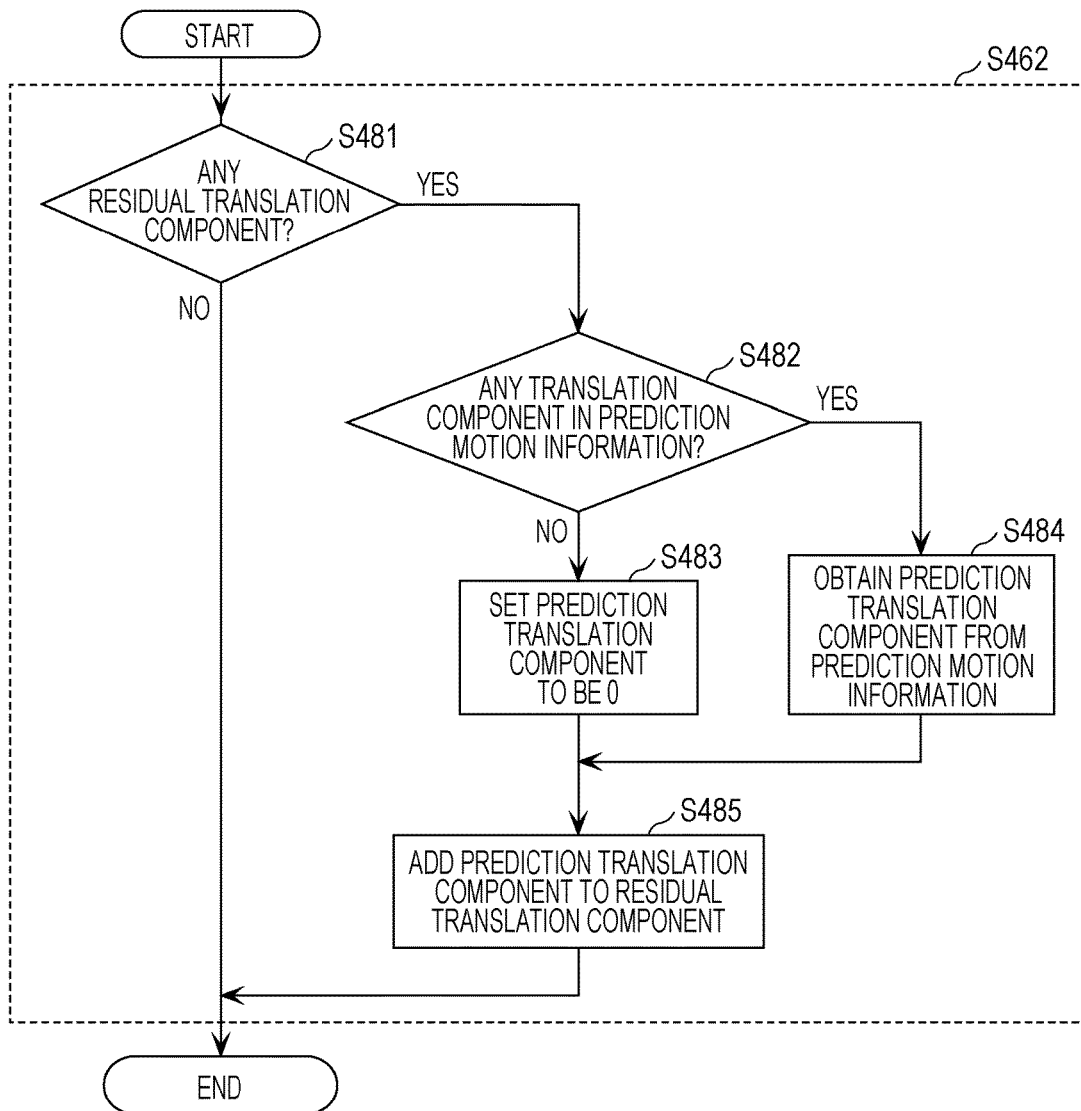 START
S462
S481
ANY
RESIDUAL TRANSLATION
COMPONENT?
YES
NO
S482
ANY TRANSLATION
COMPONENT IN PREDICTION
MOTION INFORMATION?
YES
NO
S483
SET PREDICTION
TRANSLATION
COMPONENT
TO BE 0
S484
OBTAIN PREDICTION
TRANSLATION
COMPONENT FROM
PREDICTION MOTION
INFORMATION
S485
ADD PREDICTION TRANSLATION
COMPONENT TO RESIDUAL
TRANSLATION COMPONENT
END